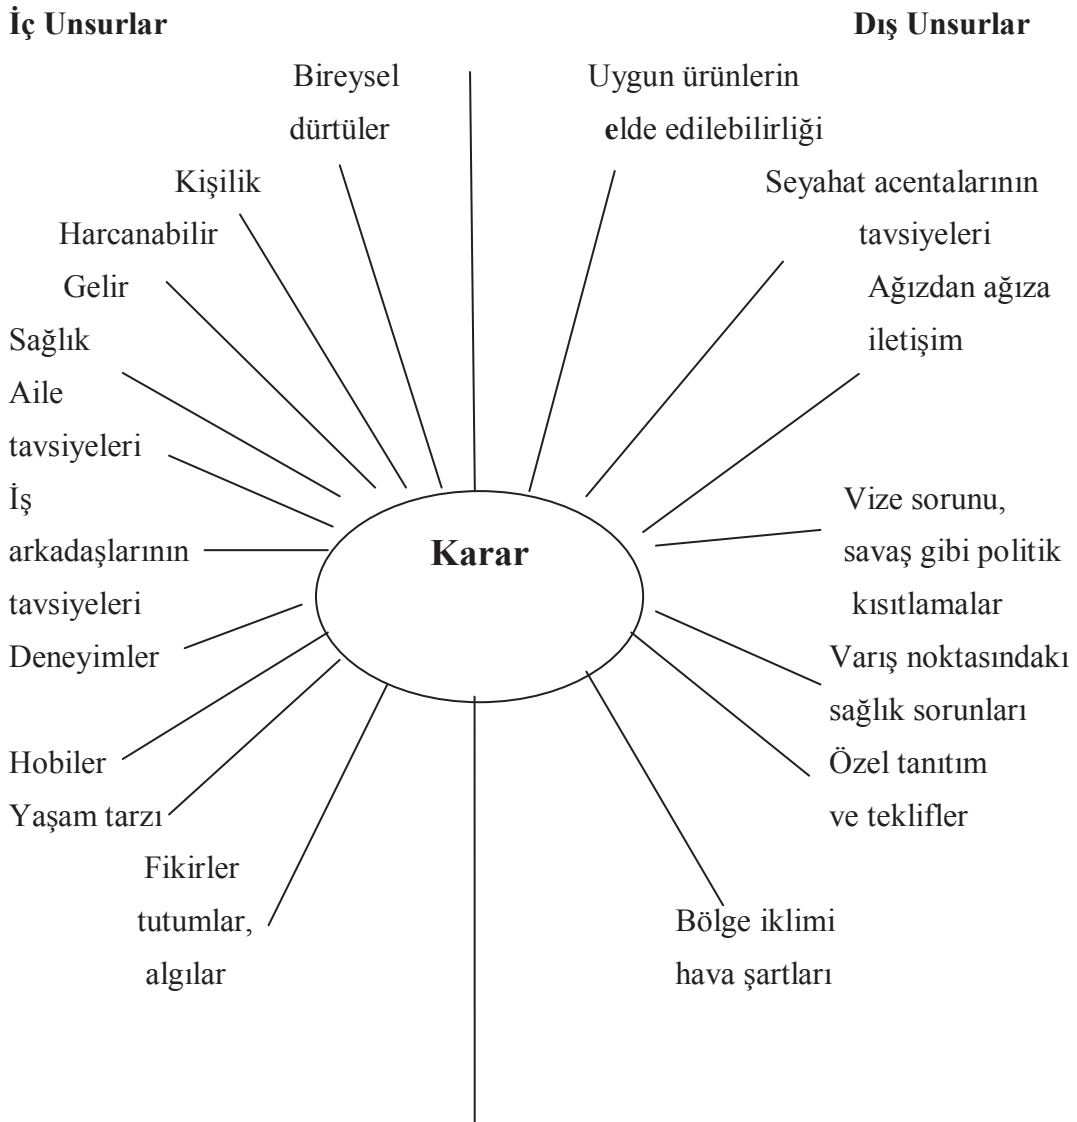 İç Unsurlar
Dış Unsurlar
Bireysel
dürtüler
Kişilik
Harcanabilir
Gelir
Sağlık
Aile
tavsiyeleri
İş
arkadaşlarının
tavsiyeleri
Deneyimler
Hobiler
Yaşam tarzı
Fikirler
tutumlar,
algılar
Karar
Uygun ürünlerin
elde edilebilirliği
Seyahat acentalarının
tavsiyeleri
Ağızdan ağıza
iletişim
Vize sorunu,
savaş gibi politik
kısıtlamalar
Varış noktasındakı
sağlık sorunları
Özel tanıtım
ve teklifler
Bölge iklimi
hava şartları